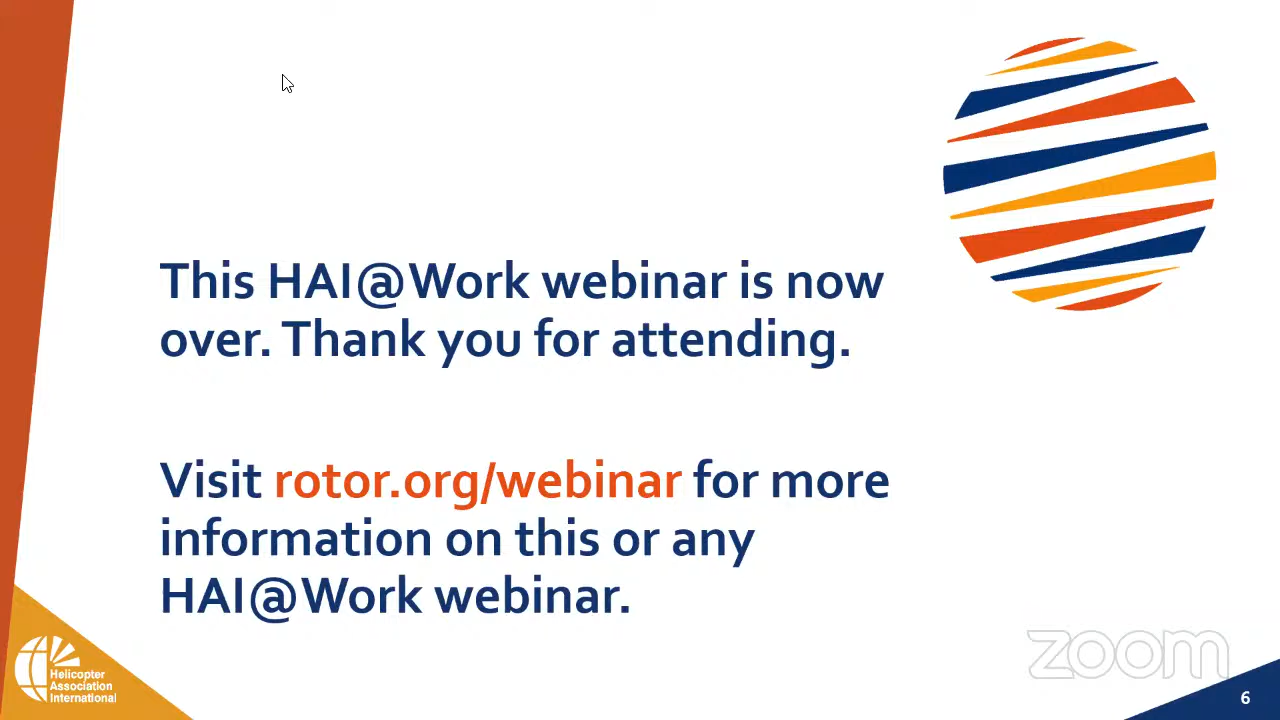 This HAI@Work webinar is now
over. Thank you for attending.
Visit rotor.org/webinar for more
information on this or any
HAI@Work webinar.
Helicopter
Association
International
zoom
6